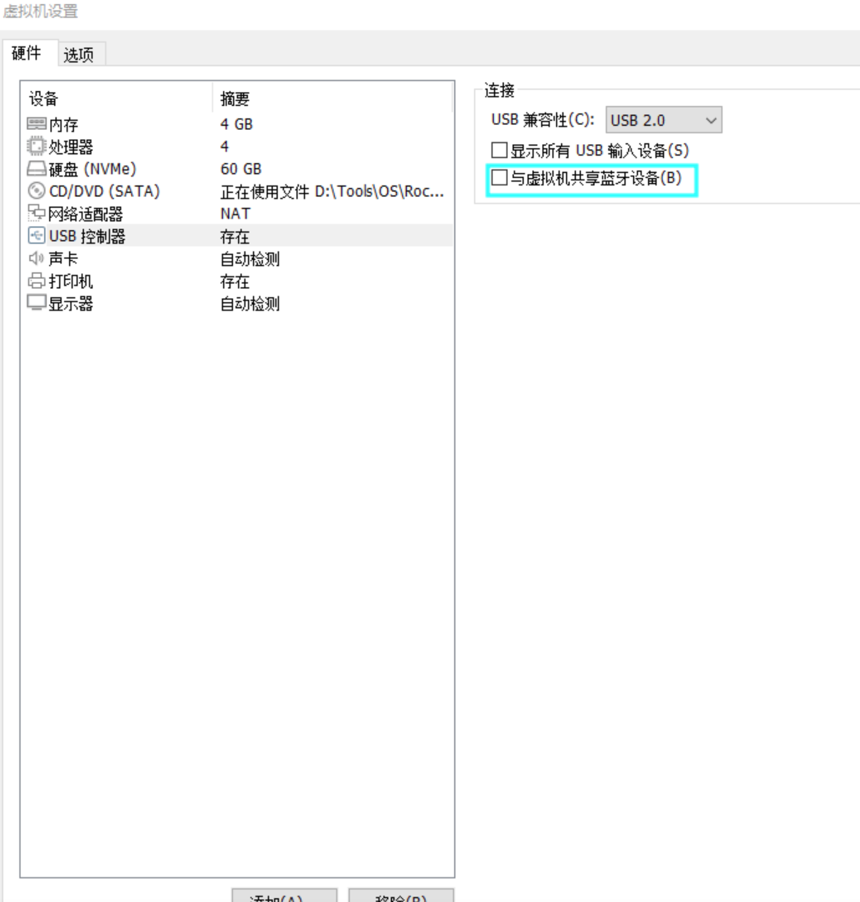 虚拟机设置
硬件 选项
设备 摘要
内存 4 GB
处理器 4
硬盘 (NVMe) 60 GB
CD/DVD (SATA) 正在使用文件 D:\Tools\OS\Roc...
网络适配器 NAT
USB 控制器 存在
声卡 自动检测
打印机 存在
显示器 自动检测
连接
USB 兼容性(C): USB 2.0
显示所有 USB 输入设备(S)
与虚拟机共享蓝牙设备(B)
添加(A)... 移除(R)